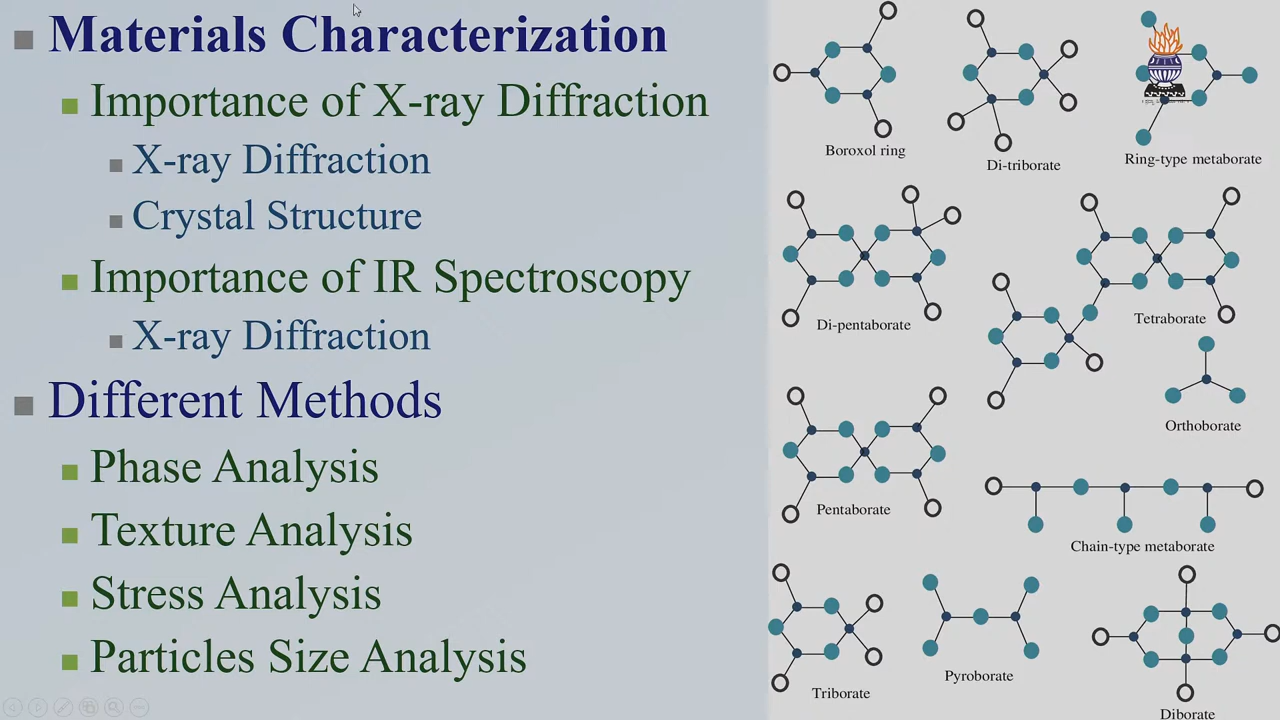 Materials Characterization
Importance of X-ray Diffraction
X-ray Diffraction
Crystal Structure
Importance of IR Spectroscopy
X-ray Diffraction
Different Methods
Phase Analysis
Texture Analysis
Stress Analysis
Particles Size Analysis
Boroxol ring
Di-triborate
Ring-type metaborate
Di-pentaborate
Tetraborate
Orthoborate
Pentaborate
Chain-type metaborate
Triborate
Pyroborate
Diborate